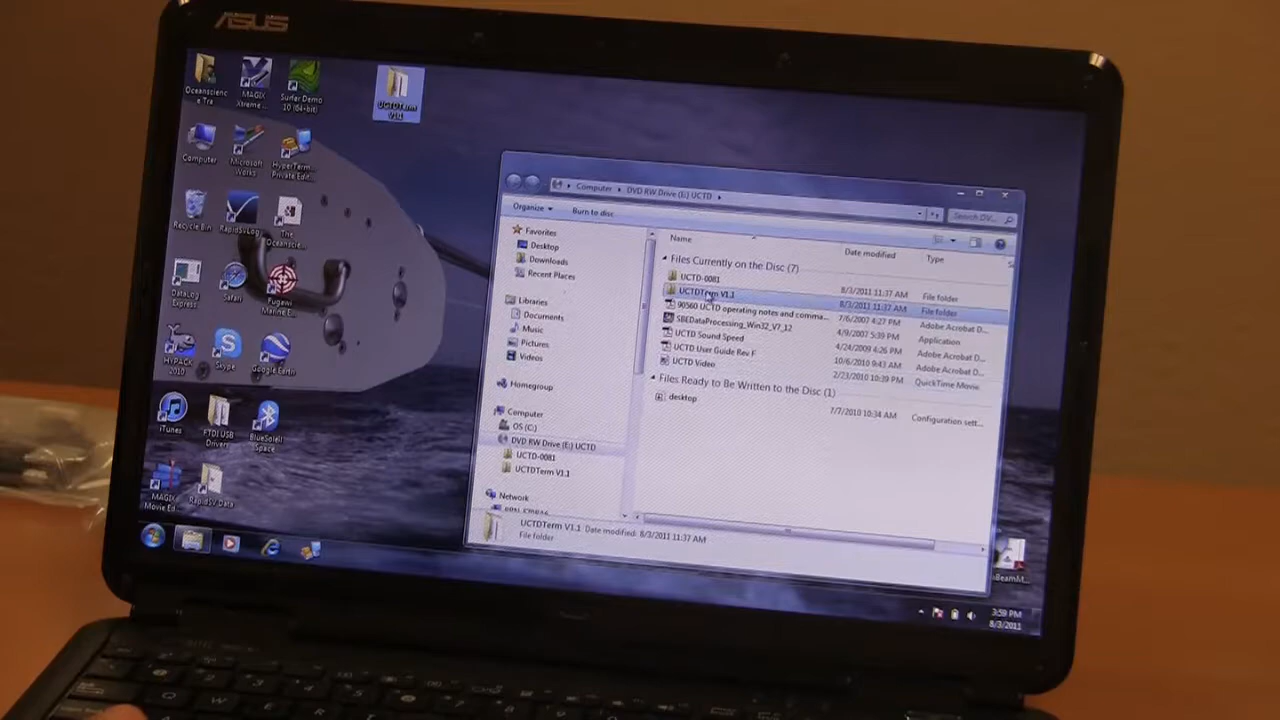 ASUS
Oceanscience Tra
MAGIX Xtreme...
Surfer Demo 10 (64-bit)
UCTDTerm V1.1
Computer
Microsoft Works
HyperTerm Private Edit...
Recycle Bin
RapidSVLog
The Oceanscie...
DataLog Express
Safari
Fugawi Marine E...
HYPACK 2010
Skype
Google Earth
iTunes
FTDI USB Drivers
BlueSoleil Space
MAGIX Movie Ed...
RapidSV Data
Computer ▸ DVD RW Drive (E:) UCTD ▸
Search DV...
Organize
Burn to disc
Favorites
Desktop
Downloads
Recent Places
Libraries
Documents
Music
Pictures
Videos
Homegroup
Computer
OS (C:)
DVD RW Drive (E:) UCTD
UCTD-0081
UCTDTerm V1.1
Network
Name
Date modified
Type
Files Currently on the Disc (7)
UCTD-0081 8/3/2011 11:37 AM File folder
UCTDTerm V1.1 8/3/2011 11:37 AM File folder
90560 UCTD operating notes and comma... 7/6/2007 4:27 PM Adobe Acrobat D...
SBEDataProcessing_Win32_V7_12 4/9/2007 5:39 PM Application
UCTD Sound Speed 4/24/2009 4:26 PM Adobe Acrobat D...
UCTD User Guide Rev F 10/6/2010 9:43 AM Adobe Acrobat D...
UCTD Video 2/23/2010 10:39 PM QuickTime Movie
Files Ready to Be Written to the Disc (1)
desktop 7/7/2010 10:34 AM Configuration sett...
UCTDTerm V1.1 Date modified: 8/3/2011 11:37 AM
File folder
3:59 PM
8/3/2011